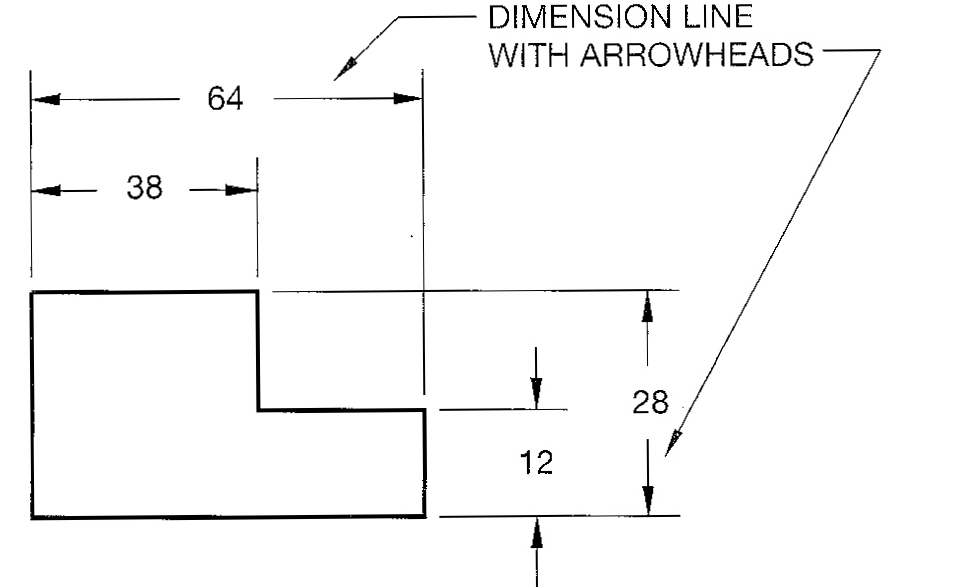 DIMENSION LINE
WITH ARROWHEADS
64
38
28
12